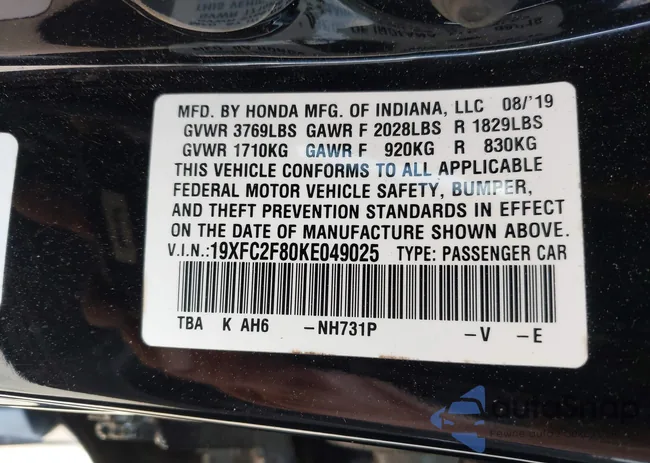 MFD. BY HONDA MFG. OF INDIANA, LLC 08/'19
GVWR 3769LBS GAWR F 2028LBS R 1829LBS
GVWR 1710KG GAWR F 920KG R 830KG
THIS VEHICLE CONFORMS TO ALL APPLICABLE
FEDERAL MOTOR VEHICLE SAFETY, BUMPER,
AND THEFT PREVENTION STANDARDS IN EFFECT
ON THE DATE OF MANUFACTURE SHOWN ABOVE.
V.I.N.:19XFC2F80KE049025 TYPE: PASSENGER CAR
TBA K AH6 -NH731P -V -E
autoSnap